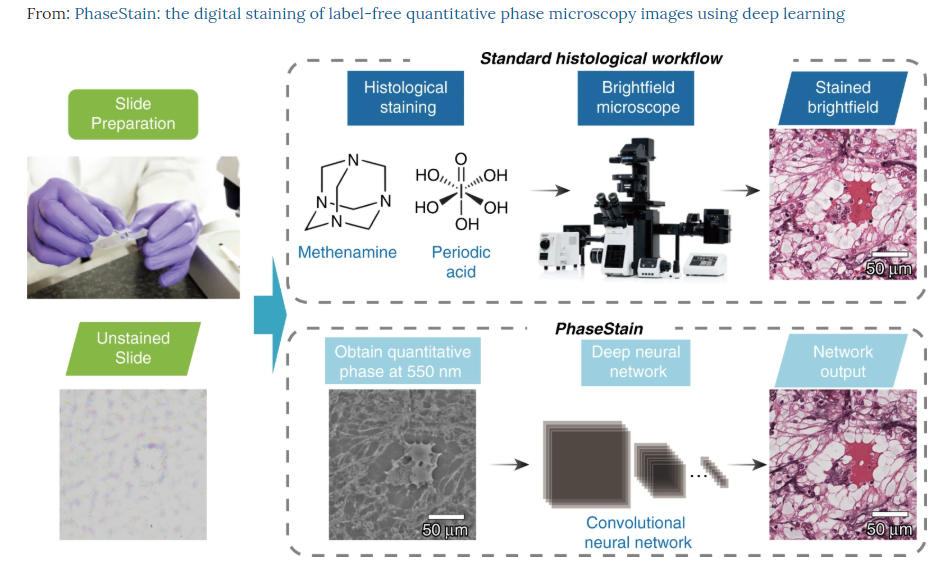 From: PhaseStain: the digital staining of label-free quantitative phase microscopy images using deep learning
Standard histological workflow
Slide
Preparation
Histological
staining
Brightfield
microscope
Stained
brightfield
N
N
N
N
O
HO
OH
HO
OH
OH
Methenamine
Periodic
acid
50 µm
Unstained
Slide
PhaseStain
Obtain quantitative
phase at 550 nm
Deep neural
network
Network
output
50 µm
...
Convolutional
neural network
50 µm